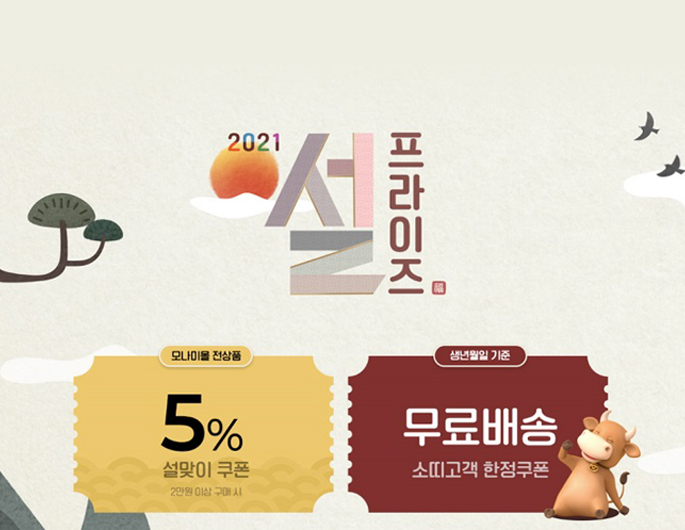 2021
설
프라이즈
모나미몰 전상품
5%
설맞이 쿠폰
2만원 이상 구매 시
생년월일 기준
무료배송
소띠고객 한정쿠폰